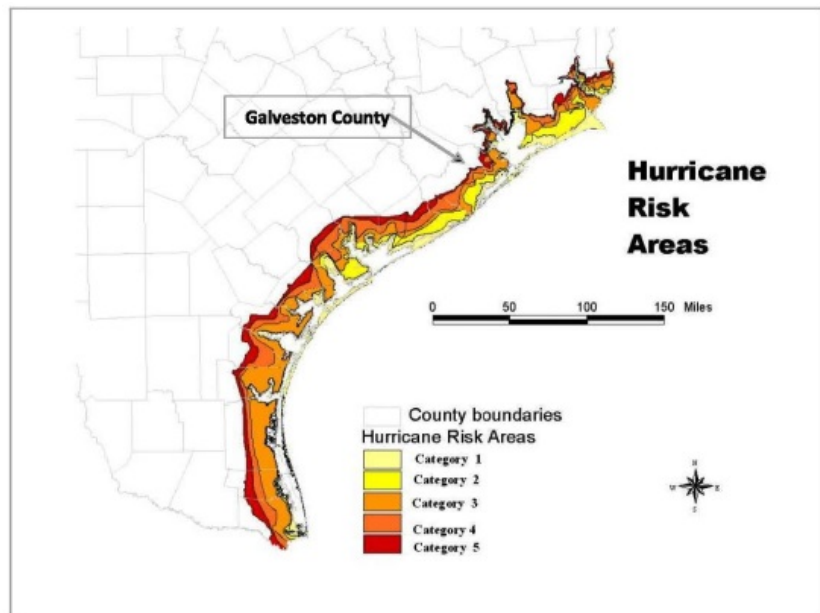 Galveston County
Hurricane
Risk
Areas
0 50 100 150 Miles
County boundaries
Hurricane Risk Areas
Category 1
Category 2
Category 3
Category 4
Category 5
N
W E
S